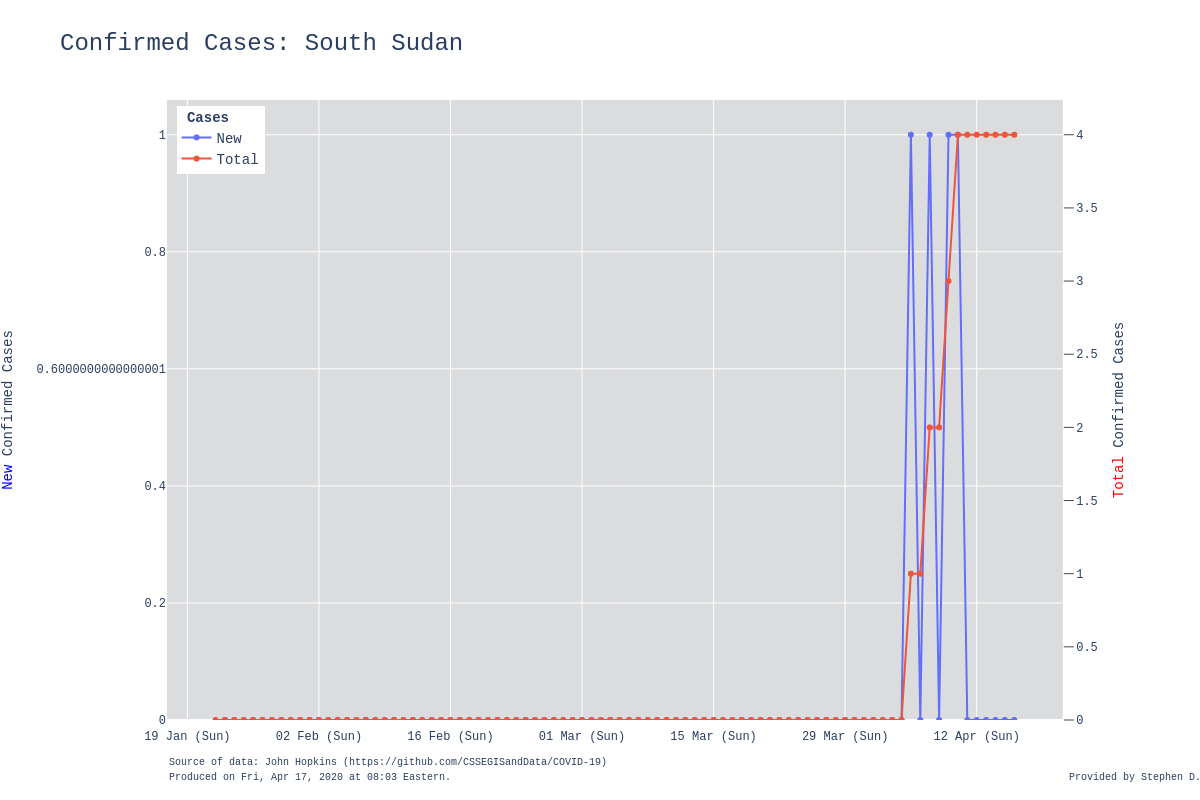 Confirmed Cases: South Sudan
Cases
New
Total
1
0.8
0.6000000000000001
0.4
0.2
0
4
3.5
3
2.5
2
1.5
1
0.5
0
New Confirmed Cases
Total Confirmed Cases
19 Jan (Sun) 02 Feb (Sun) 16 Feb (Sun) 01 Mar (Sun) 15 Mar (Sun) 29 Mar (Sun) 12 Apr (Sun)
Source of data: John Hopkins (https://github.com/CSSEGISandData/COVID-19)
Produced on Fri, Apr 17, 2020 at 08:03 Eastern.
Provided by Stephen D.